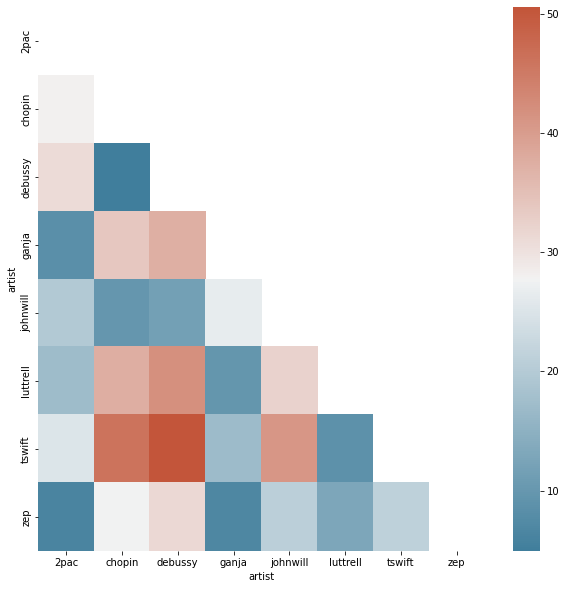 2pac
chopin
debussy
ganja
johnwill
luttrell
tswift
zep
artist
2pac chopin debussy ganja johnwill luttrell tswift zep
artist
50
40
30
20
10